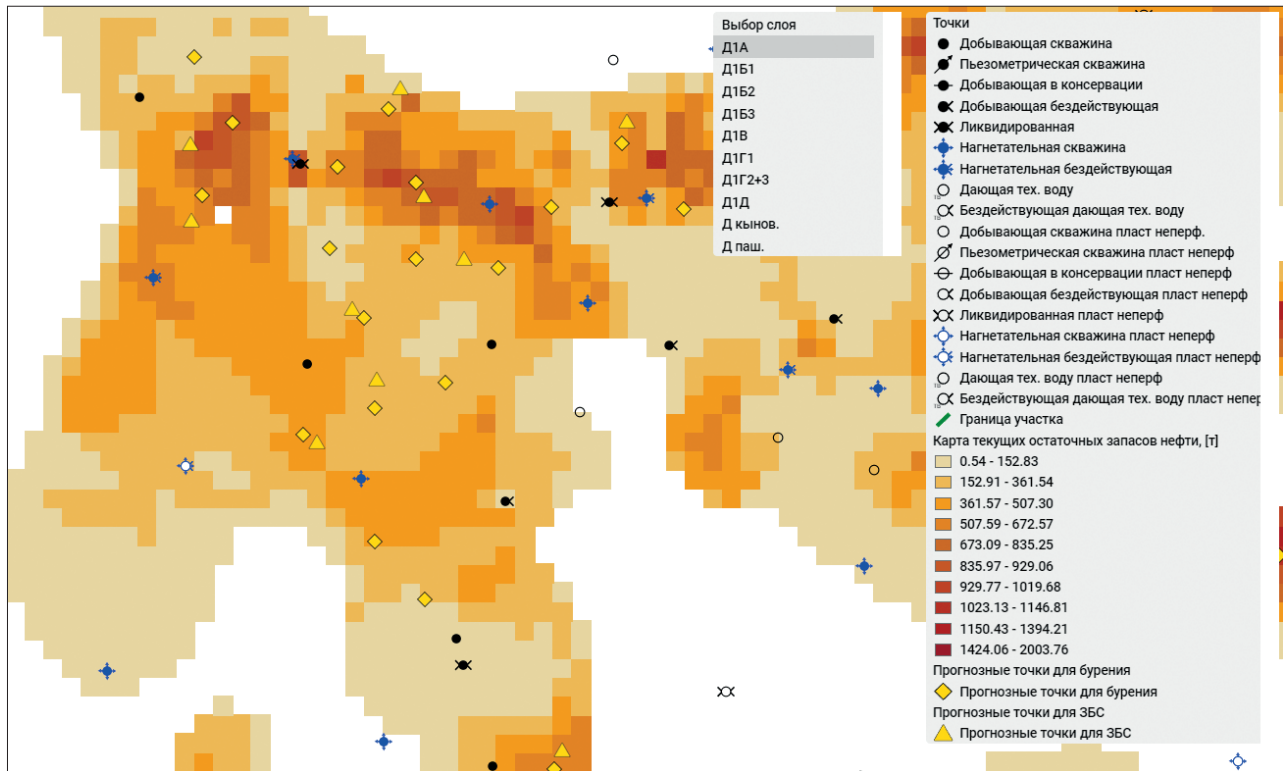 Выбор слоя
Д1А
Д1Б1
Д1Б2
Д1Б3
Д1В
Д1Г1
Д1Г2+3
Д1Д
Д кынов.
Д паш.
Точки
Добывающая скважина
Пьезометрическая скважина
Добывающая в консервации
Добывающая бездействующая
Ликвидированная
Нагнетательная скважина
Нагнетательная бездействующая
Дающая тех. воду
Бездействующая дающая тех. воду
Добывающая скважина пласт неперф.
Пьезометрическая скважина пласт неперф
Добывающая в консервации пласт неперф
Добывающая бездействующая пласт неперф
Ликвидированная пласт неперф
Нагнетательная скважина пласт неперф
Нагнетательная бездействующая пласт неперф
Дающая тех. воду пласт неперф
Бездействующая дающая тех. воду пласт непер
Граница участка
Карта текущих остаточных запасов нефти, [т]
0.54 - 152.83
152.91 - 361.54
361.57 - 507.30
507.59 - 672.57
673.09 - 835.25
835.97 - 929.06
929.77 - 1019.68
1023.13 - 1146.81
1150.43 - 1394.21
1424.06 - 2003.76
Прогнозные точки для бурения
Прогнозные точки для бурения
Прогнозные точки для ЗБС
Прогнозные точки для ЗБС